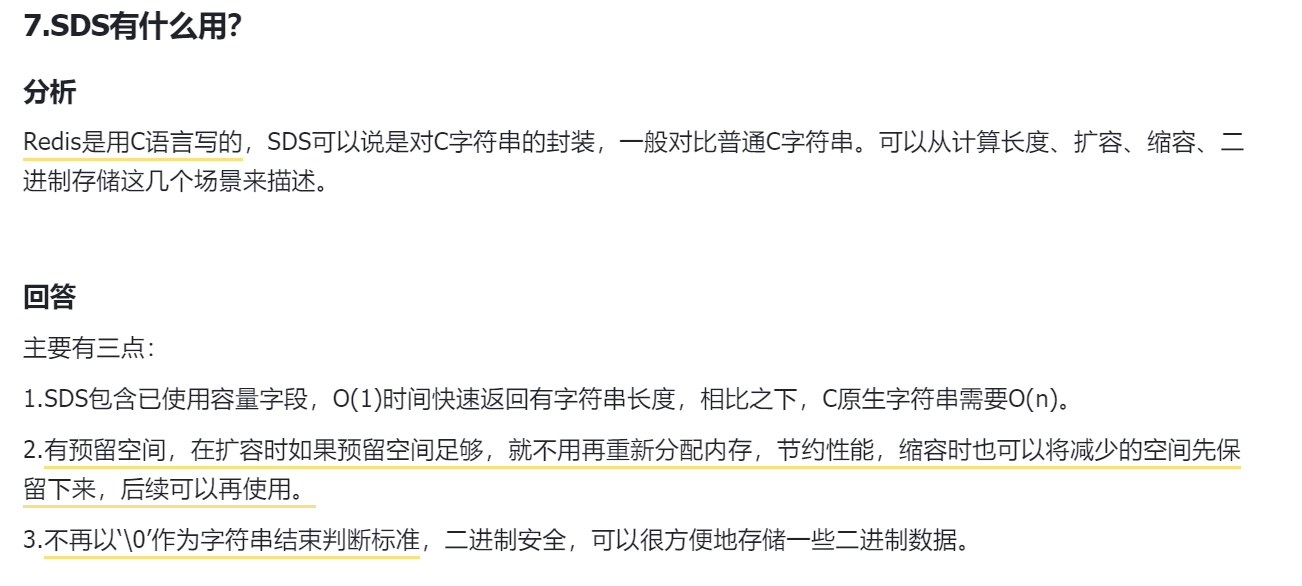 7.SDS有什么用？
分析
Redis是用C语言写的，SDS可以说是对C字符串的封装，一般对比普通C字符串。可以从计算长度、扩容、缩容、二
进制存储这几个场景来描述。
回答
主要有三点：
1.SDS包含已使用容量字段，O(1)时间快速返回有字符串长度，相比之下，C原生字符串需要O(n)。
2.有预留空间，在扩容时如果预留空间足够，就不用再重新分配内存，节约性能，缩容时也可以将减少的空间先保
留下来，后续可以再使用。
3.不再以‘\0’作为字符串结束判断标准，二进制安全，可以很方便地存储一些二进制数据。